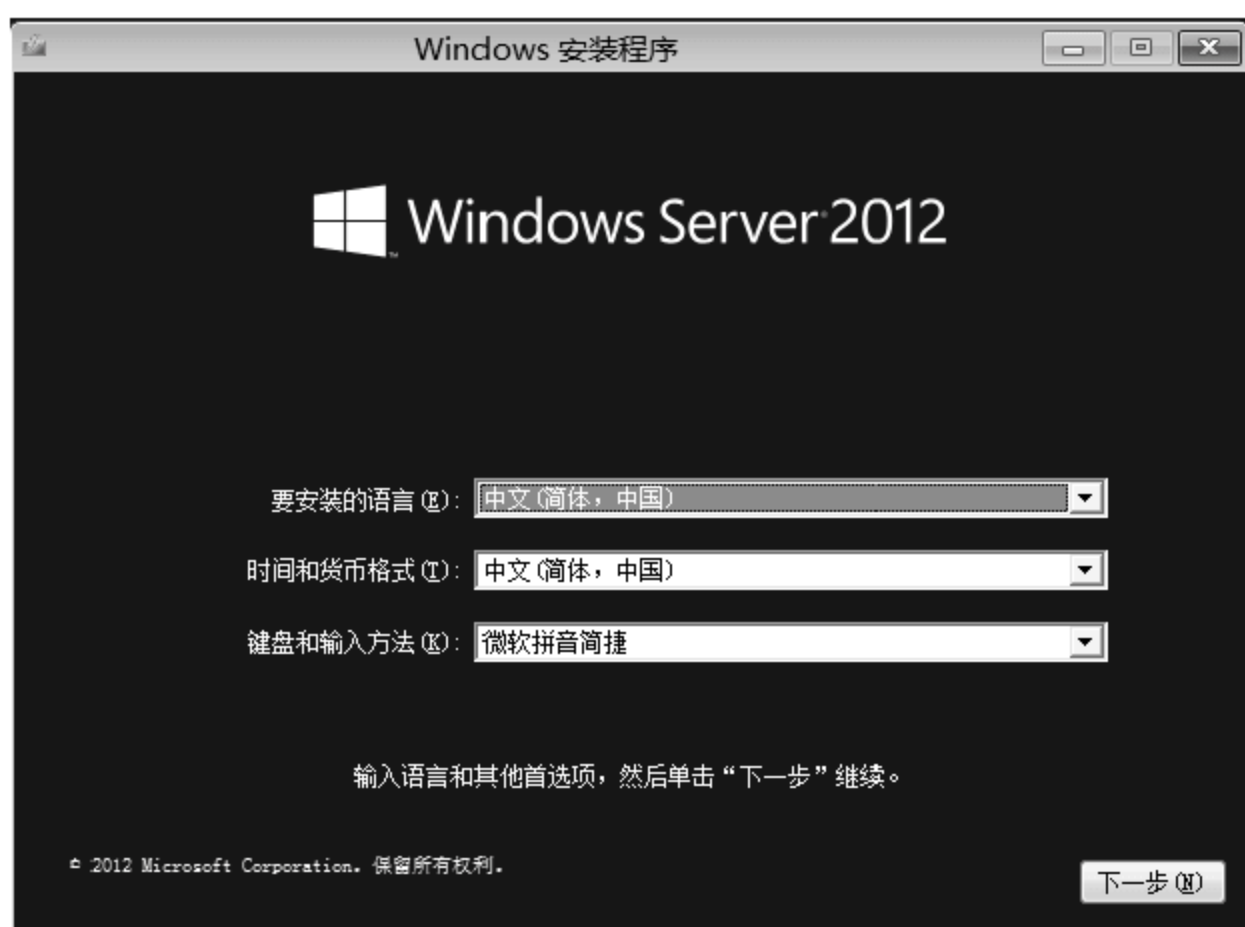 Windows 安装程序
Windows Server 2012
要安装的语言(E): 中文(简体，中国)
时间和货币格式(T): 中文(简体，中国)
键盘和输入方法(K): 微软拼音简捷
输入语言和其他首选项，然后单击“下一步”继续。
© 2012 Microsoft Corporation。保留所有权利。
下一步(N)